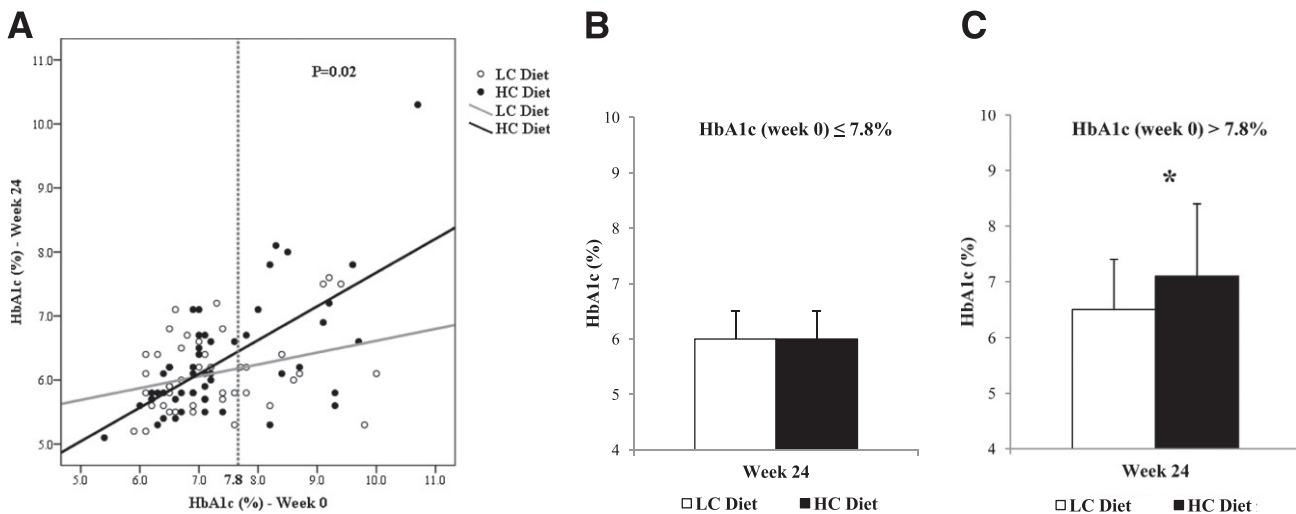 A
11.0
10.0
9.0
8.0
7.0
6.0
5.0
HbA1c (%) - Week 24
P=0.02
5.0 6.0 7.0 7.8 8.0 9.0 10.0 11.0
HbA1c (%) - Week 0
LC Diet
HC Diet
LC Diet
HC Diet
B
HbA1c (week 0) ≤ 7.8%
10
9
8
7
6
5
4
HbA1c (%)
Week 24
LC Diet HC Diet
C
HbA1c (week 0) > 7.8%
10
9
8
7
6
5
4
HbA1c (%)
*
Week 24
LC Diet HC Diet